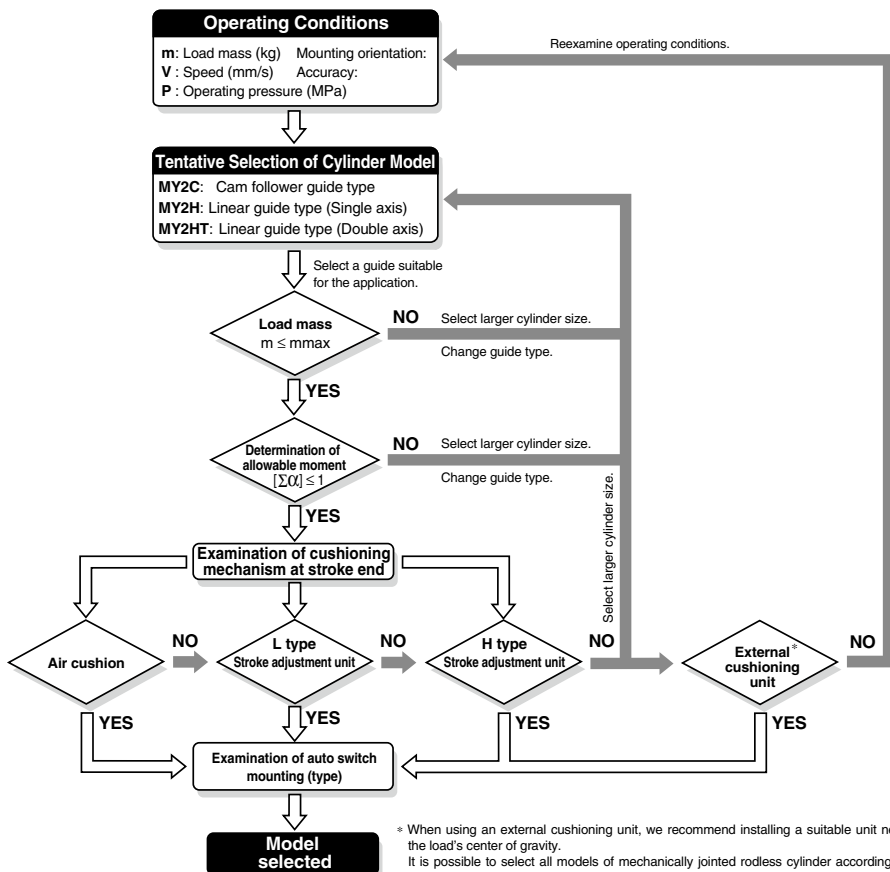 Operating Conditions
m: Load mass (kg) Mounting orientation:
V : Speed (mm/s) Accuracy:
P : Operating pressure (MPa)
Reexamine operating conditions.
Tentative Selection of Cylinder Model
MY2C: Cam follower guide type
MY2H: Linear guide type (Single axis)
MY2HT: Linear guide type (Double axis)
Select a guide suitable
for the application.
Load mass
m ≤ mmax
NO
Select larger cylinder size.
Change guide type.
YES
Determination of
allowable moment
[Σα] ≤ 1
NO
Select larger cylinder size.
Change guide type.
YES
Select larger cylinder size.
Examination of cushioning
mechanism at stroke end
Air cushion
NO
L type
Stroke adjustment unit
NO
H type
Stroke adjustment unit
NO
External*
cushioning
unit
NO
YES
YES
YES
YES
Examination of auto switch
mounting (type)
Model
selected
* When using an external cushioning unit, we recommend installing a suitable unit
the load's center of gravity.
It is possible to select all models of mechanically jointed rodless cylinder according